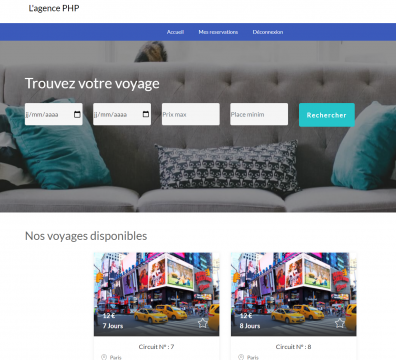 L'agence PHP
Accueil Mes reservations Déconnexion
Trouvez votre voyage
jj/mm/aaaa jj/mm/aaaa Prix max Place minim Rechercher
Nos voyages disponibles
12 € 12 €
7 Jours 8 Jours
Circuit N° : 7 Circuit N° : 8
Paris Paris